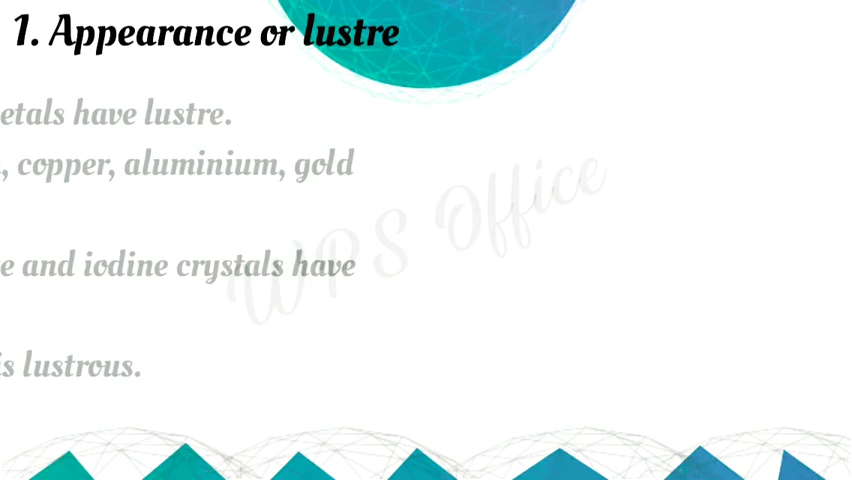 1. Appearance or lustre
etals have lustre.
, copper, aluminium, gold
e and iodine crystals have
is lustrous.
WPS Office